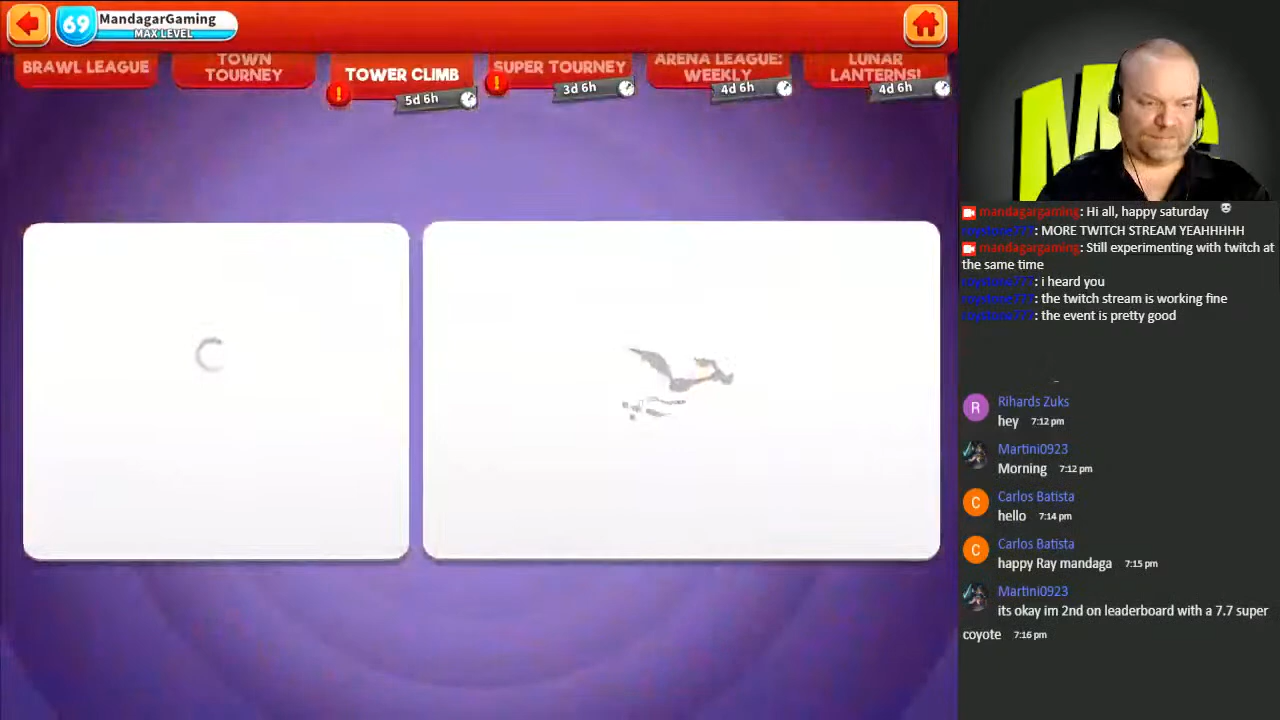 69 MandagarGaming
MAX LEVEL
BRAWL LEAGUE
TOWN
TOURNEY
TOWER CLIMB
! 5d 6h
SUPER TOURNEY
! 3d 6h
ARENA LEAGUE:
WEEKLY
4d 6h
LUNAR
LANTERNS!
4d 6h
mandagargaming: Hi all, happy saturday
: MORE TWITCH STREAM YEAHHHHH
mandagargaming: Still experimenting with twitch at
the same time
: i heard you
: the twitch stream is working fine
: the event is pretty good
R Rihards Zuks
hey 7:12 pm
Martini0923
Morning 7:12 pm
C Carlos Batista
hello 7:14 pm
C Carlos Batista
happy Ray mandaga 7:15 pm
Martini0923
its okay im 2nd on leaderboard with a 7.7 super
coyote 7:16 pm